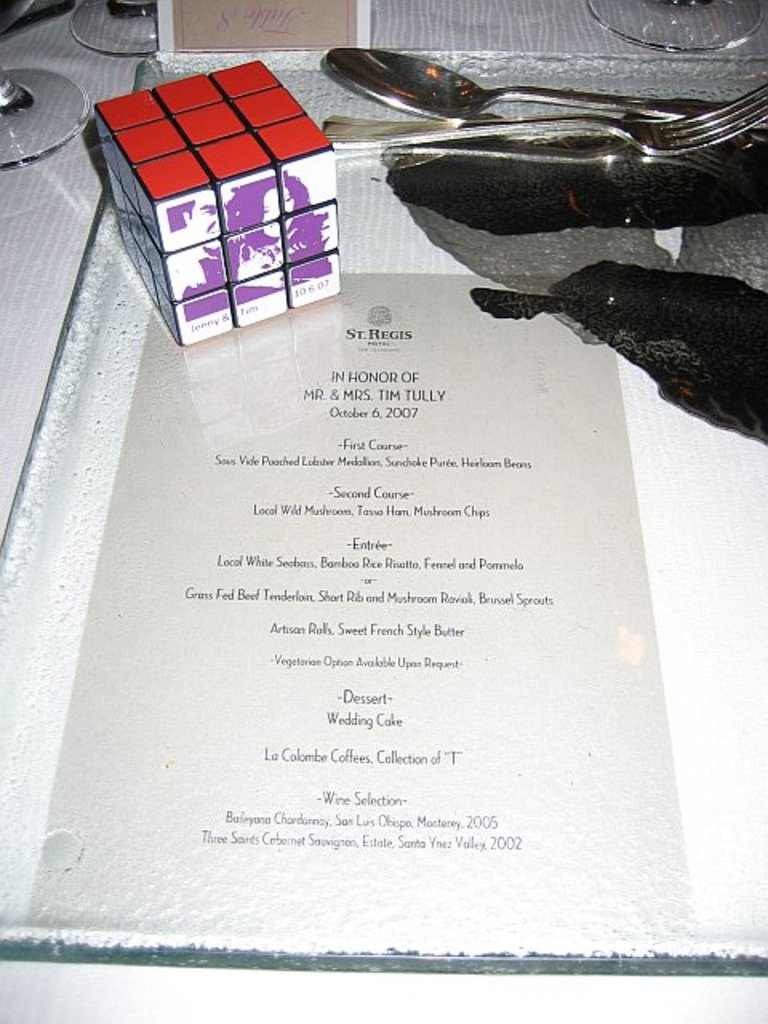 Table 8
Jenny & Tim 10.6.07
ST. REGIS
HOTEL
IN HONOR OF
MR. & MRS. TIM TULLY
October 6, 2007
-First Course-
Sous Vide Poached Lobster Medallion, Sunchoke Purée, Heirloom Beans
-Second Course-
Local Wild Mushroom, Tasso Ham, Mushroom Chips
-Entrée-
Local White Seabass, Bamboo Rice Risotto, Fennel and Pommelo
-or-
Grass Fed Beef Tenderloin, Short Rib and Mushroom Ravioli, Brussel Sprouts
Artisan Rolls, Sweet French Style Butter
-Vegetarian Option Available Upon Request-
-Dessert-
Wedding Cake
La Colombe Coffees, Collection of "T"
-Wine Selection-
Baileyana Chardonnay, San Luis Obispo, Monterey, 2005
Three Saints Cabernet Sauvignon, Estate, Santa Ynez Valley, 2002